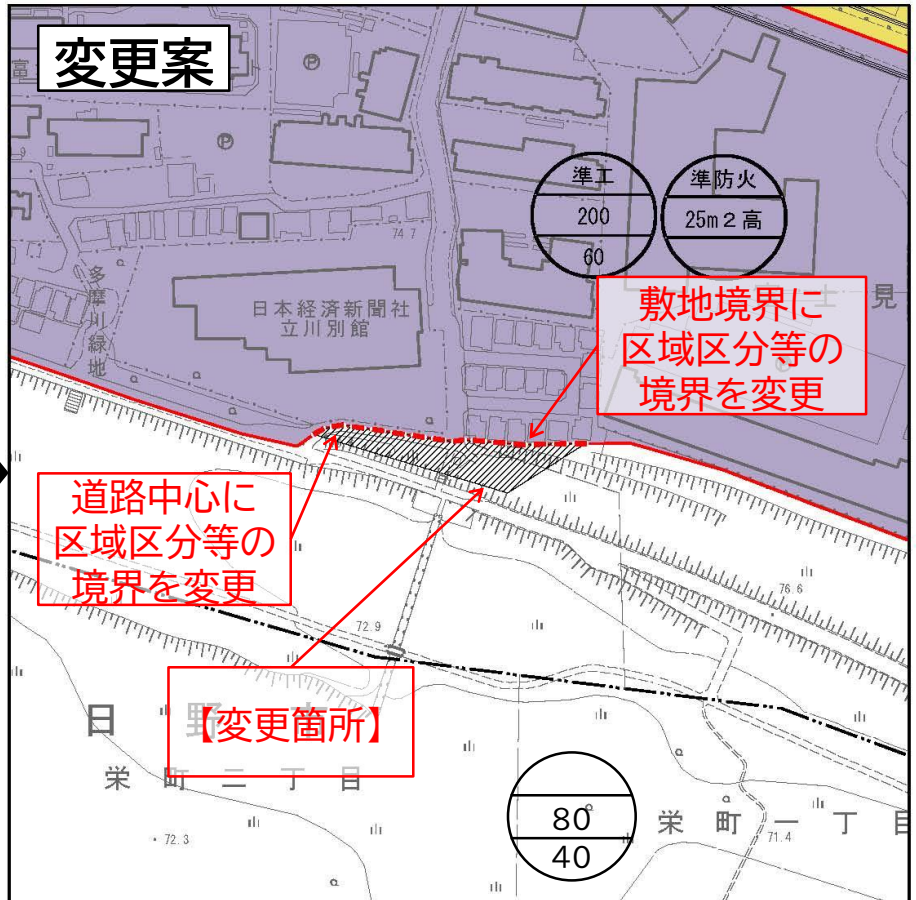 変更案
富
Ⓟ
Ⓟ
準工
200
60
準防火
25m2高
74.7
多摩川緑地
日本経済新聞社
立川別館
士
見
敷地境界に
区域区分等の
境界を変更
道路中心に
区域区分等の
境界を変更
76.6
72.9
【変更箇所】
日野
栄町二丁目
80
40
栄町一丁目
72.3
71.4